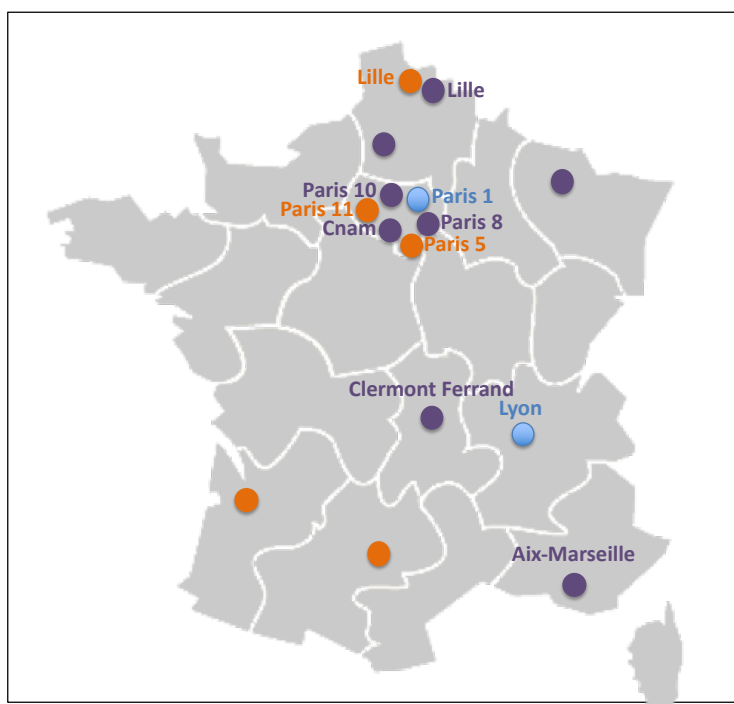 Lille
Lille
Paris 10
Paris 1
Paris 11
Paris 8
Cnam
Paris 5
Clermont Ferrand
Lyon
Aix-Marseille